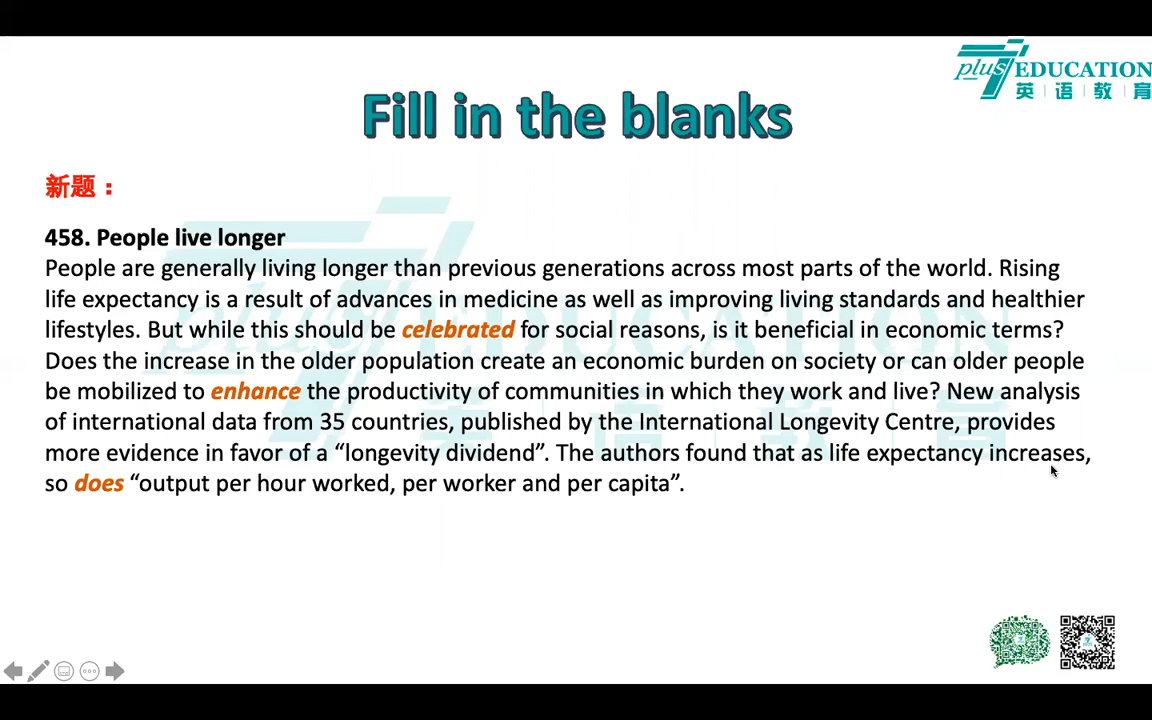 plus EDUCATION
英 | 语 | 教 | 育
Fill in the blanks
新题：
458. People live longer
People are generally living longer than previous generations across most parts of the world. Rising
life expectancy is a result of advances in medicine as well as improving living standards and healthier
lifestyles. But while this should be celebrated for social reasons, is it beneficial in economic terms?
Does the increase in the older population create an economic burden on society or can older people
be mobilized to enhance the productivity of communities in which they work and live? New analysis
of international data from 35 countries, published by the International Longevity Centre, provides
more evidence in favor of a “longevity dividend”. The authors found that as life expectancy increases,
so does “output per hour worked, per worker and per capita”.